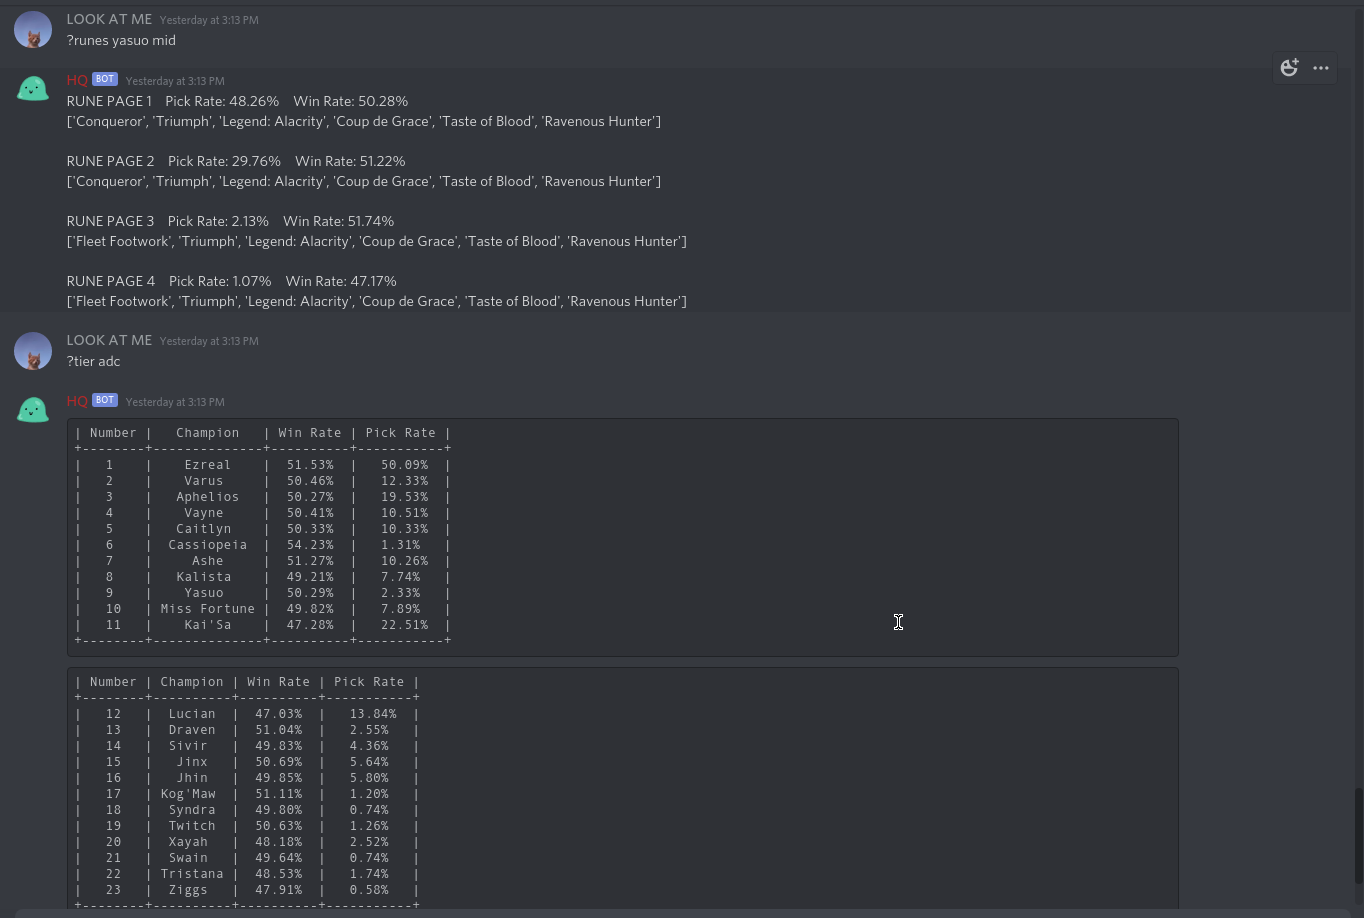 LOOK AT ME Yesterday at 3:13 PM
?runes yasuo mid
HQ BOT Yesterday at 3:13 PM
RUNE PAGE 1    Pick Rate: 48.26%    Win Rate: 50.28%
['Conqueror', 'Triumph', 'Legend: Alacrity', 'Coup de Grace', 'Taste of Blood', 'Ravenous Hunter']
RUNE PAGE 2    Pick Rate: 29.76%    Win Rate: 51.22%
['Conqueror', 'Triumph', 'Legend: Alacrity', 'Coup de Grace', 'Taste of Blood', 'Ravenous Hunter']
RUNE PAGE 3    Pick Rate: 2.13%    Win Rate: 51.74%
['Fleet Footwork', 'Triumph', 'Legend: Alacrity', 'Coup de Grace', 'Taste of Blood', 'Ravenous Hunter']
RUNE PAGE 4    Pick Rate: 1.07%    Win Rate: 47.17%
['Fleet Footwork', 'Triumph', 'Legend: Alacrity', 'Coup de Grace', 'Taste of Blood', 'Ravenous Hunter']
LOOK AT ME Yesterday at 3:13 PM
?tier adc
HQ BOT Yesterday at 3:13 PM
| Number |   Champion   | Win Rate | Pick Rate |
+--------+--------------+----------+-----------+
|   1    |    Ezreal    |  51.53%  |   50.09%  |
|   2    |    Varus     |  50.46%  |   12.33%  |
|   3    |   Aphelios   |  50.27%  |   19.53%  |
|   4    |    Vayne     |  50.41%  |   10.51%  |
|   5    |   Caitlyn    |  50.33%  |   10.33%  |
|   6    |  Cassiopeia  |  54.23%  |   1.31%   |
|   7    |     Ashe     |  51.27%  |   10.26%  |
|   8    |   Kalista    |  49.21%  |   7.74%   |
|   9    |    Yasuo     |  50.29%  |   2.33%   |
|   10   | Miss Fortune |  49.82%  |   7.89%   |
|   11   |    Kai'Sa    |  47.28%  |   22.51%  |
+--------+--------------+----------+-----------+
| Number | Champion | Win Rate | Pick Rate |
+--------+----------+----------+-----------+
|   12   |  Lucian  |  47.03%  |   13.84%  |
|   13   |  Draven  |  51.04%  |   2.55%   |
|   14   |  Sivir   |  49.83%  |   4.36%   |
|   15   |   Jinx   |  50.69%  |   5.64%   |
|   16   |   Jhin   |  49.85%  |   5.80%   |
|   17   | Kog'Maw  |  51.11%  |   1.20%   |
|   18   |  Syndra  |  49.80%  |   0.74%   |
|   19   |  Twitch  |  50.63%  |   1.26%   |
|   20   |  Xayah   |  48.18%  |   2.52%   |
|   21   |  Swain   |  49.64%  |   0.74%   |
|   22   | Tristana |  48.53%  |   1.74%   |
|   23   |  Ziggs   |  47.91%  |   0.58%   |
+--------+----------+----------+-----------+